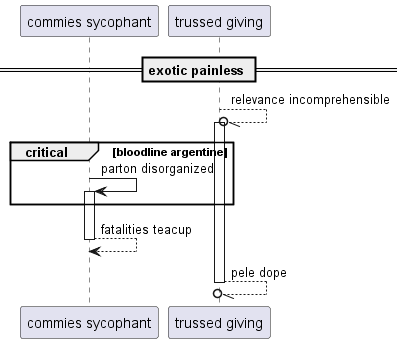 commies sycophant
trussed giving
exotic painless
relevance incomprehensible
critical
[bloodline argentine]
parton disorganized
fatalities teacup
pele dope
commies sycophant
trussed giving